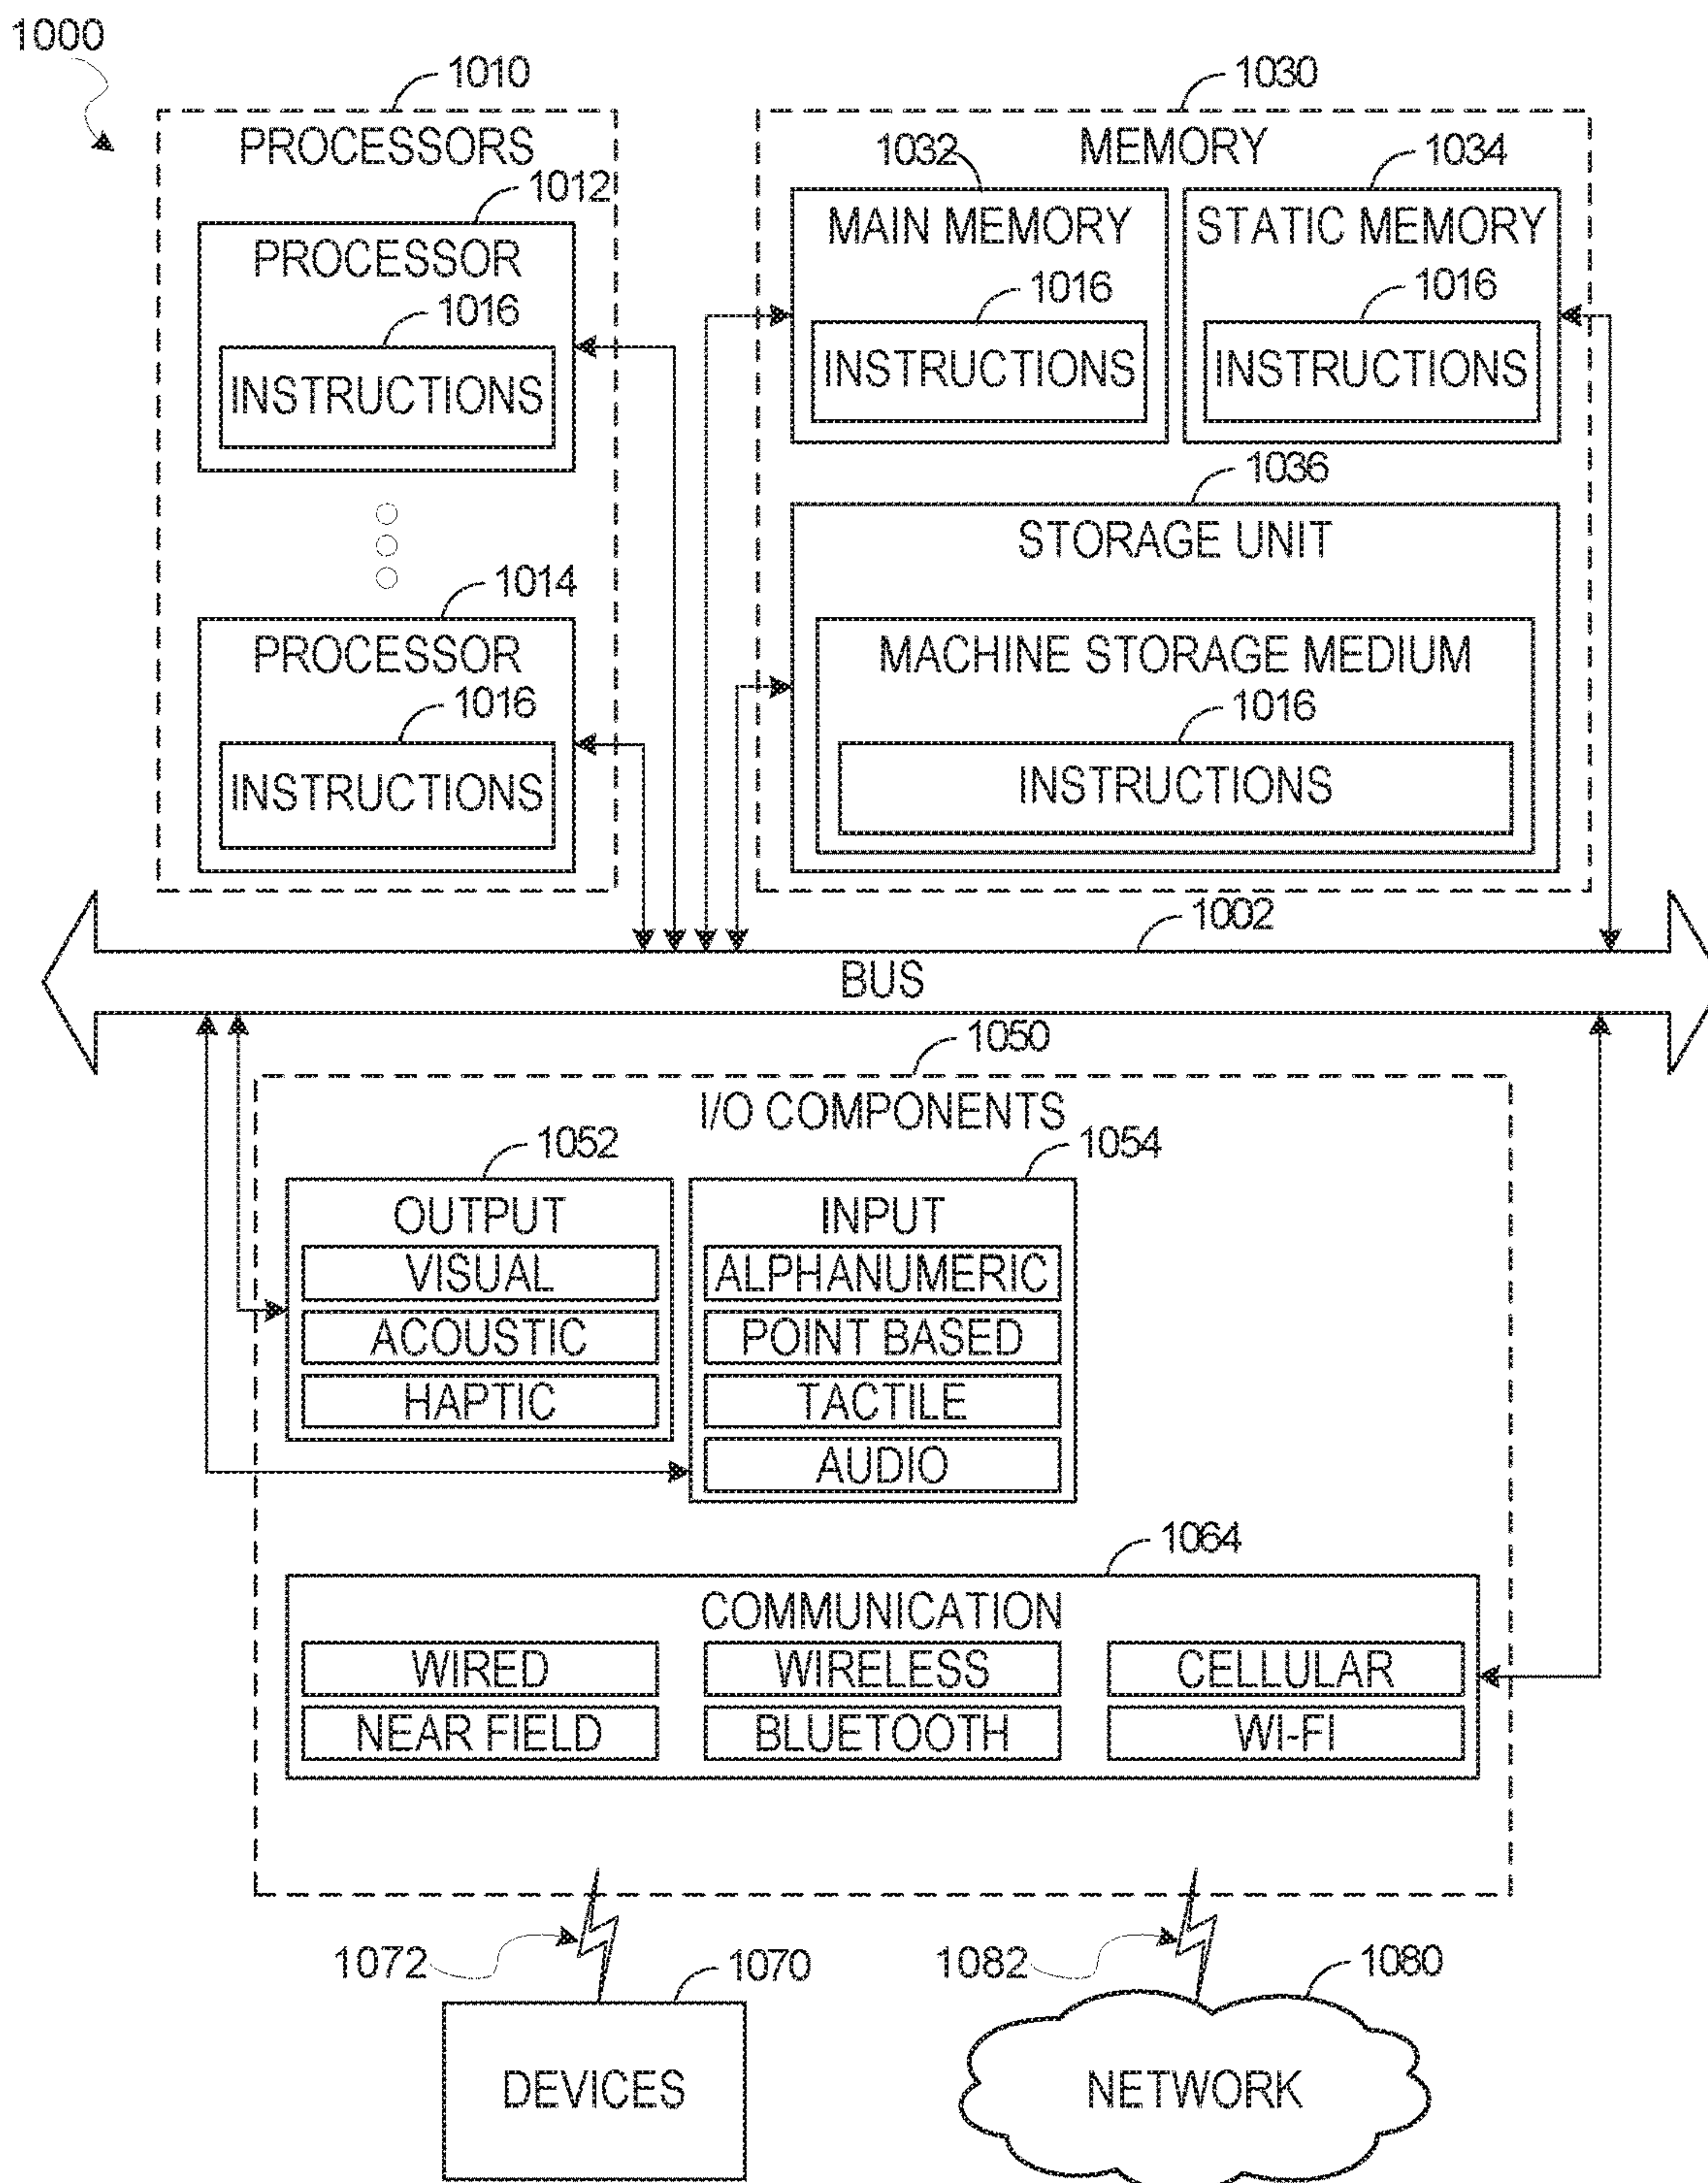 1000
1010
PROCESSORS
1012
PROCESSOR
1016
INSTRUCTIONS
1014
PROCESSOR
1016
INSTRUCTIONS
1030
MEMORY
1032
MAIN MEMORY
1016
INSTRUCTIONS
1034
STATIC MEMORY
1016
INSTRUCTIONS
1036
STORAGE UNIT
MACHINE STORAGE MEDIUM
1016
INSTRUCTIONS
1002
BUS
1050
I/O COMPONENTS
1052
OUTPUT
VISUAL
ACOUSTIC
HAPTIC
1054
INPUT
ALPHANUMERIC
POINT BASED
TACTILE
AUDIO
1064
COMMUNICATION
WIRED
WIRELESS
CELLULAR
NEAR FIELD
BLUETOOTH
WI-FI
1072
1070
DEVICES
1082
1080
NETWORK